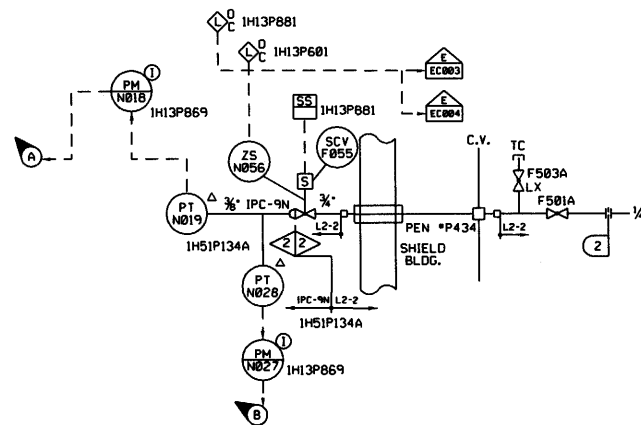 L O C 1H13P881
L O C 1H13P601
E EC003
E EC004
PM N018 I
1H13P869
SS 1H13P881
SCV F055
ZS N056
S
A
C.V.
TC
F503A
LX
F501A
PT N019
3/8" IPC-9N
3/4"
1/4
L2-2
L2-2
2
PEN #P434
SHIELD
BLDG.
1H51P134A
2 2
PT N028
IPC-9N L2-2
1H51P134A
PM N027 I
1H13P869
B